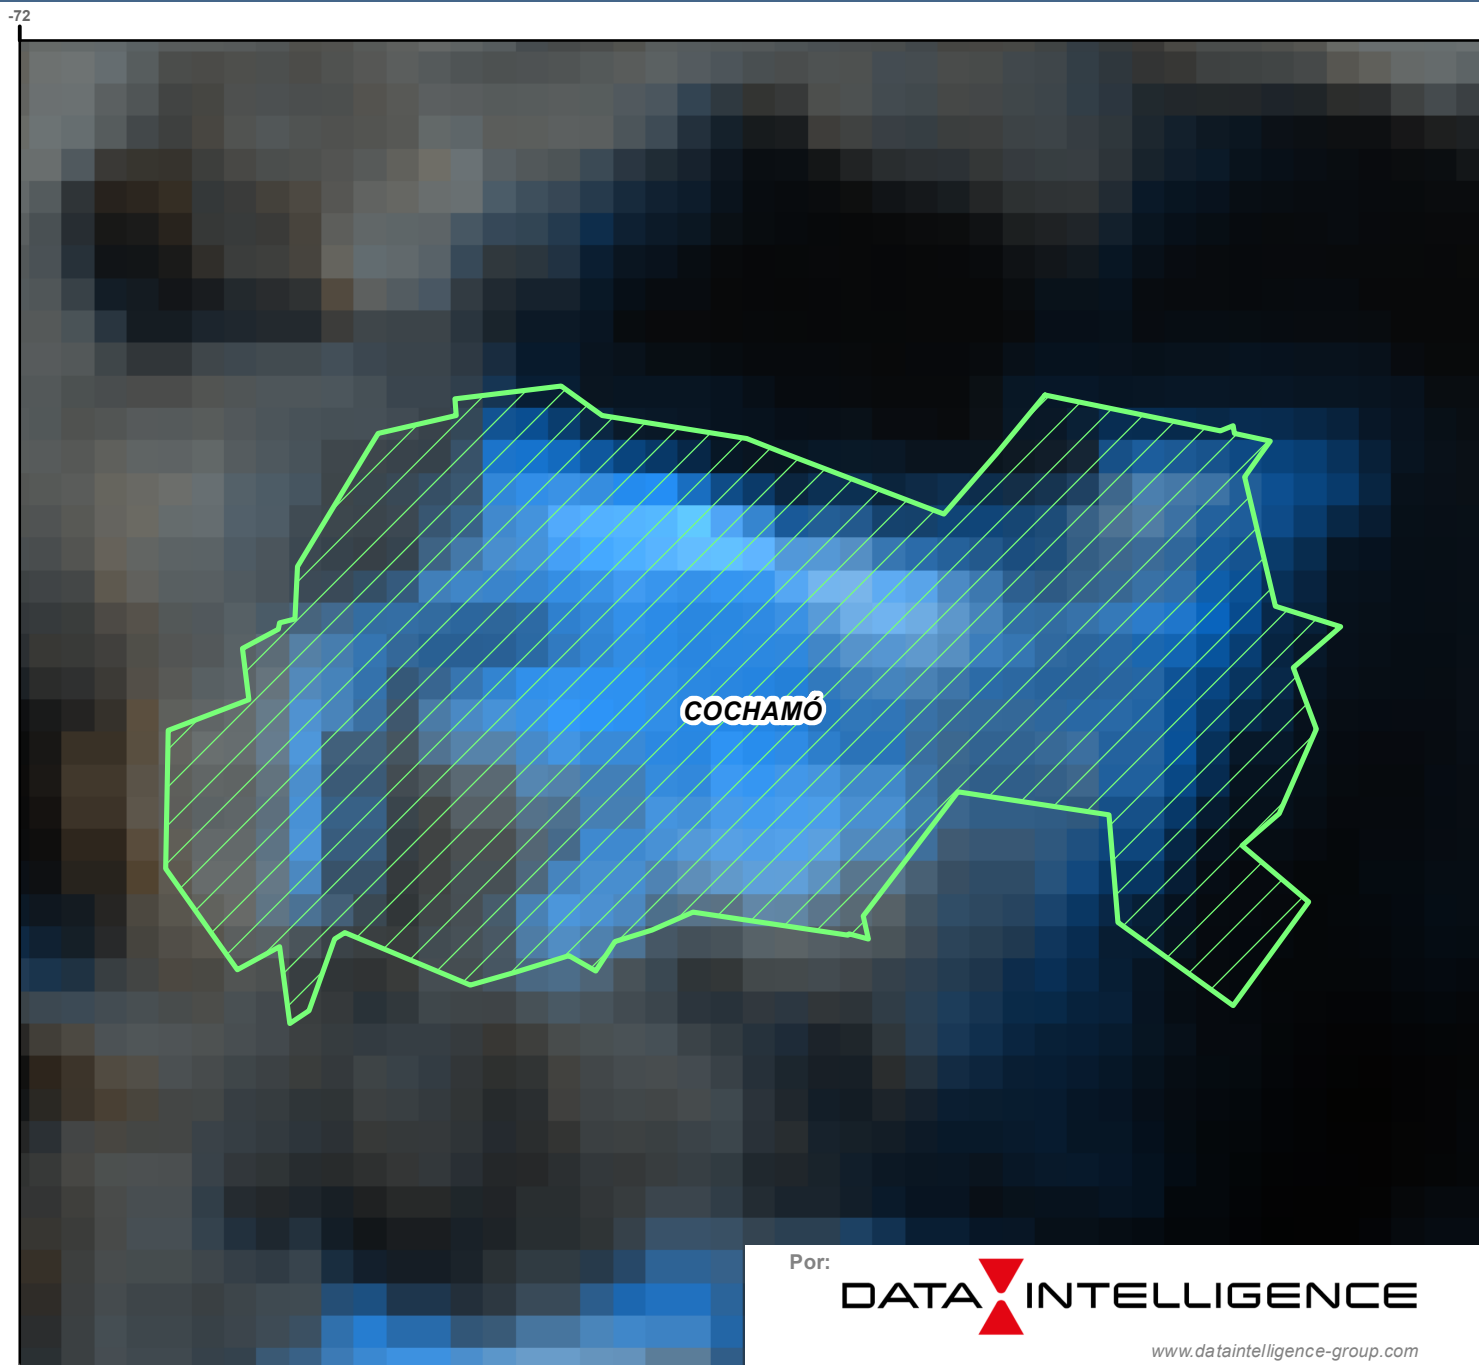 -72
COCHAMÓ
Por:
DATA INTELLIGENCE
www.dataintelligence-group.com